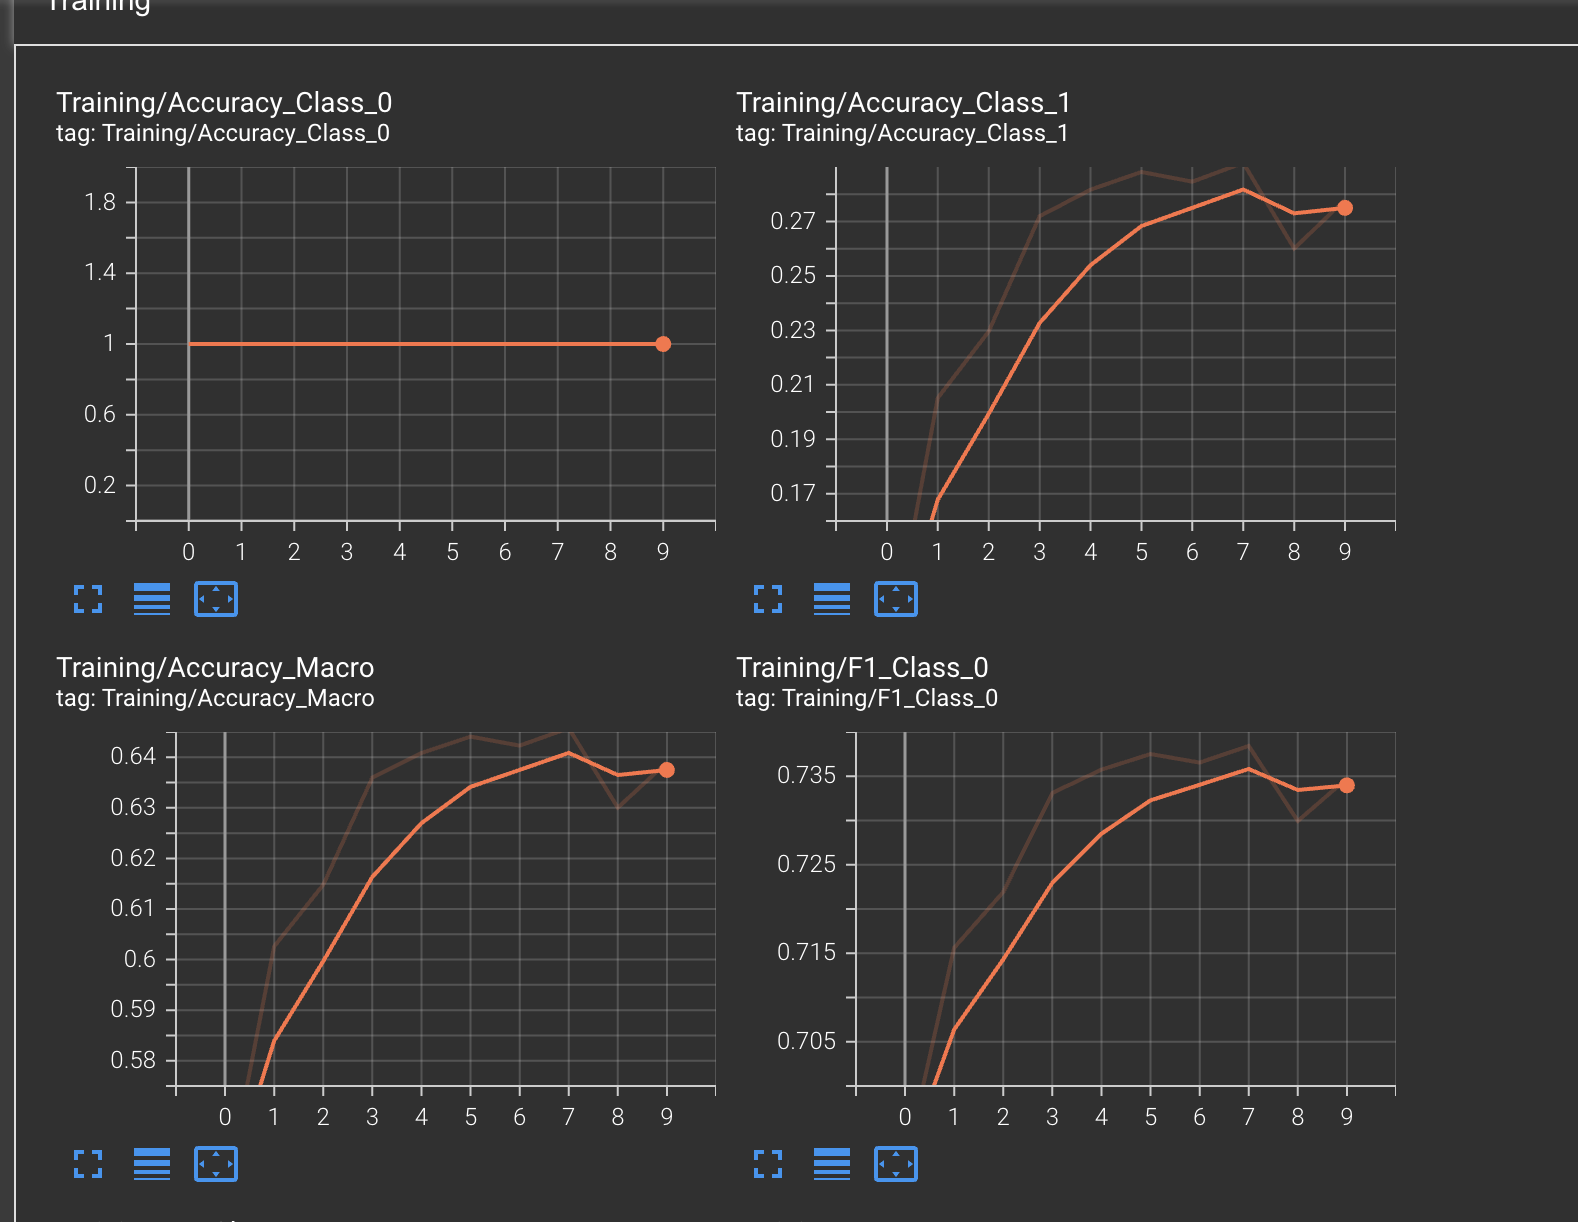 Training
Training/Accuracy_Class_0
tag: Training/Accuracy_Class_0
1.8
1.4
1
0.6
0.2
0 1 2 3 4 5 6 7 8 9
Training/Accuracy_Class_1
tag: Training/Accuracy_Class_1
0.27
0.25
0.23
0.21
0.19
0.17
0 1 2 3 4 5 6 7 8 9
Training/Accuracy_Macro
tag: Training/Accuracy_Macro
0.64
0.63
0.62
0.61
0.6
0.59
0.58
0 1 2 3 4 5 6 7 8 9
Training/F1_Class_0
tag: Training/F1_Class_0
0.735
0.725
0.715
0.705
0 1 2 3 4 5 6 7 8 9